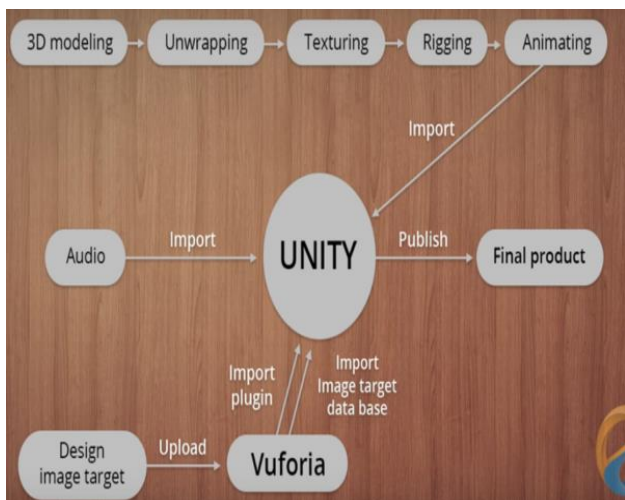 3D modeling
Unwrapping
Texturing
Rigging
Animating
Import
Audio
Import
UNITY
Publish
Final product
Import
plugin
Import
Image target
data base
Design
image target
Upload
Vuforia